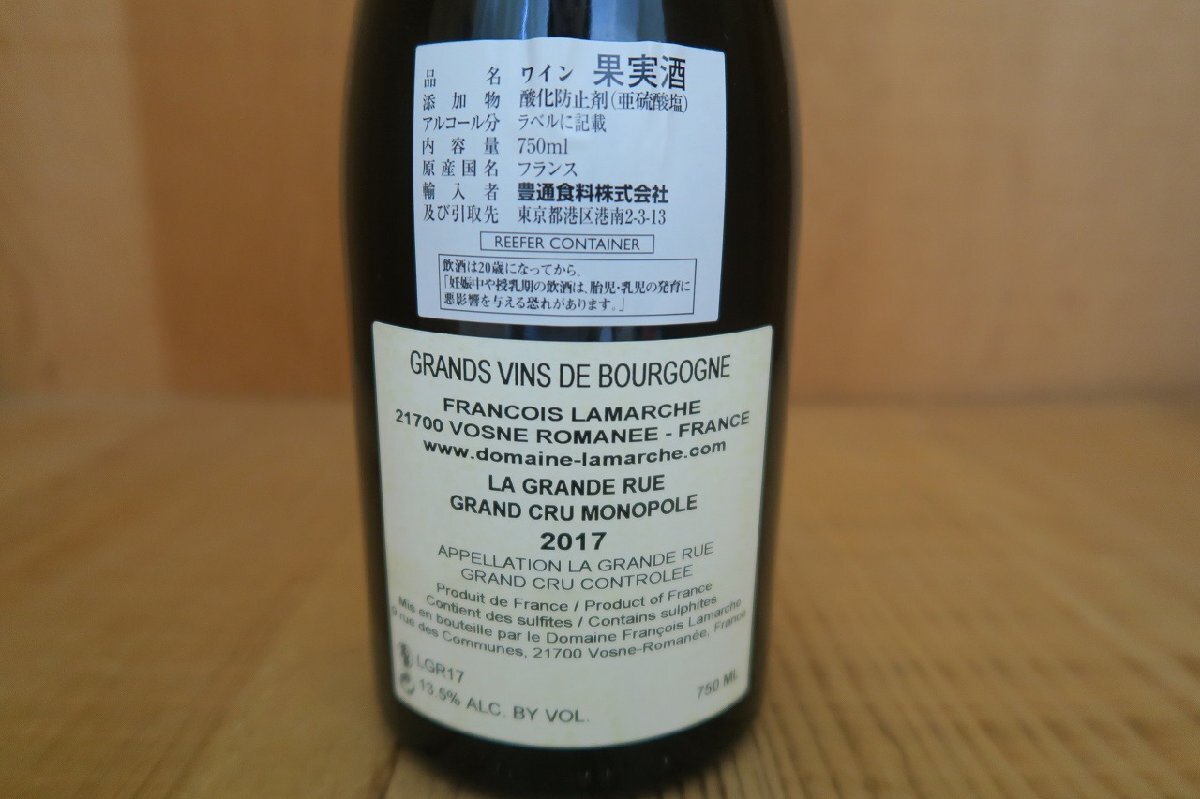 品名 ワイン 果実酒
添加物 酸化防止剤(亜硫酸塩)
アルコール分 ラベルに記載
内容量 750ml
原産国名 フランス
輸入者 豊通食料株式会社
及び引取先 東京都港区港南2-3-13
REEFER CONTAINER
飲酒は20歳になってから。
「妊娠中や授乳期の飲酒は、胎児・乳児の発育に
悪影響を与える恐れがあります。」
GRANDS VINS DE BOURGOGNE
FRANCOIS LAMARCHE
21700 VOSNE ROMANEE - FRANCE
www.domaine-lamarche.com
LA GRANDE RUE
GRAND CRU MONOPOLE
2017
APPELLATION LA GRANDE RUE
GRAND CRU CONTROLEE
Produit de France / Product of France
Contient des sulfites / Contains sulphites
Mis en bouteille par le Domaine François Lamarche
rue des Communes, 21700 Vosne-Romanée, France
LGR17
13.5% ALC. BY VOL.
750 ML